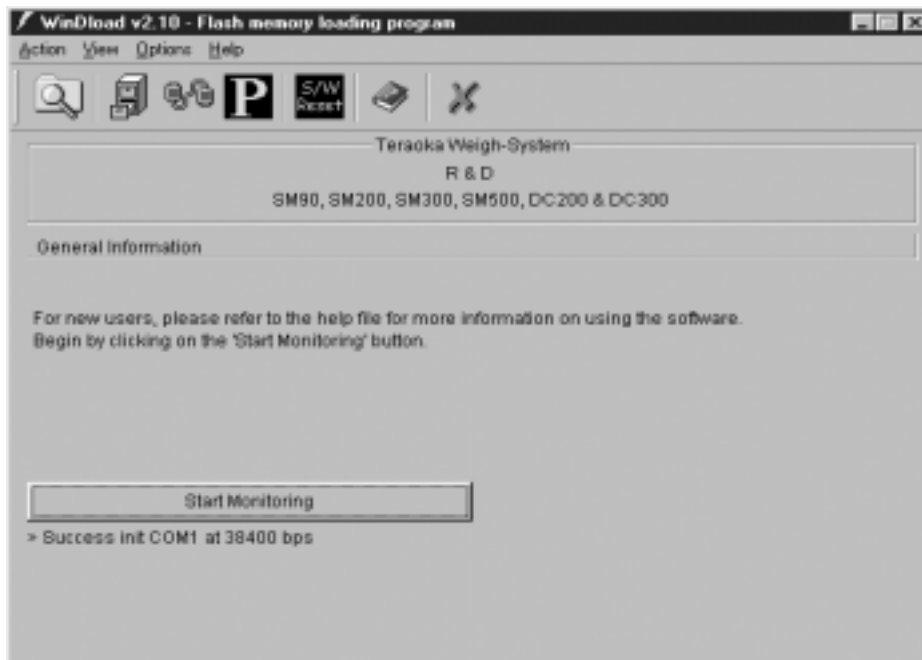 WinDload v2.10 - Flash memory loading program
Action View Options Help
P
S/W
Reset
Teraoka Weigh-System
R & D
SM90, SM200, SM300, SM500, DC200 & DC300
General Information
For new users, please refer to the help file for more information on using the software.
Begin by clicking on the 'Start Monitoring' button.
Start Monitoring
> Success init COM1 at 38400 bps